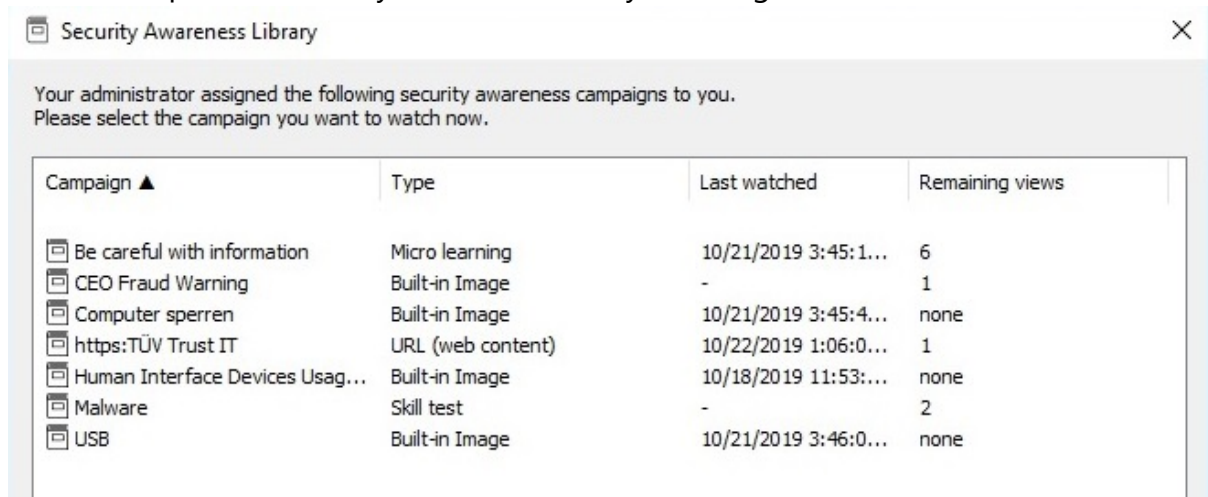 Security Awareness Library
Your administrator assigned the following security awareness campaigns to you.
Please select the campaign you want to watch now.
Campaign ▲ Type Last watched Remaining views
Be careful with information Micro learning 10/21/2019 3:45:1... 6
CEO Fraud Warning Built-in Image - 1
Computer sperren Built-in Image 10/21/2019 3:45:4... none
https:TÜV Trust IT URL (web content) 10/22/2019 1:06:0... 1
Human Interface Devices Usag... Built-in Image 10/18/2019 11:53:... none
Malware Skill test - 2
USB Built-in Image 10/21/2019 3:46:0... none